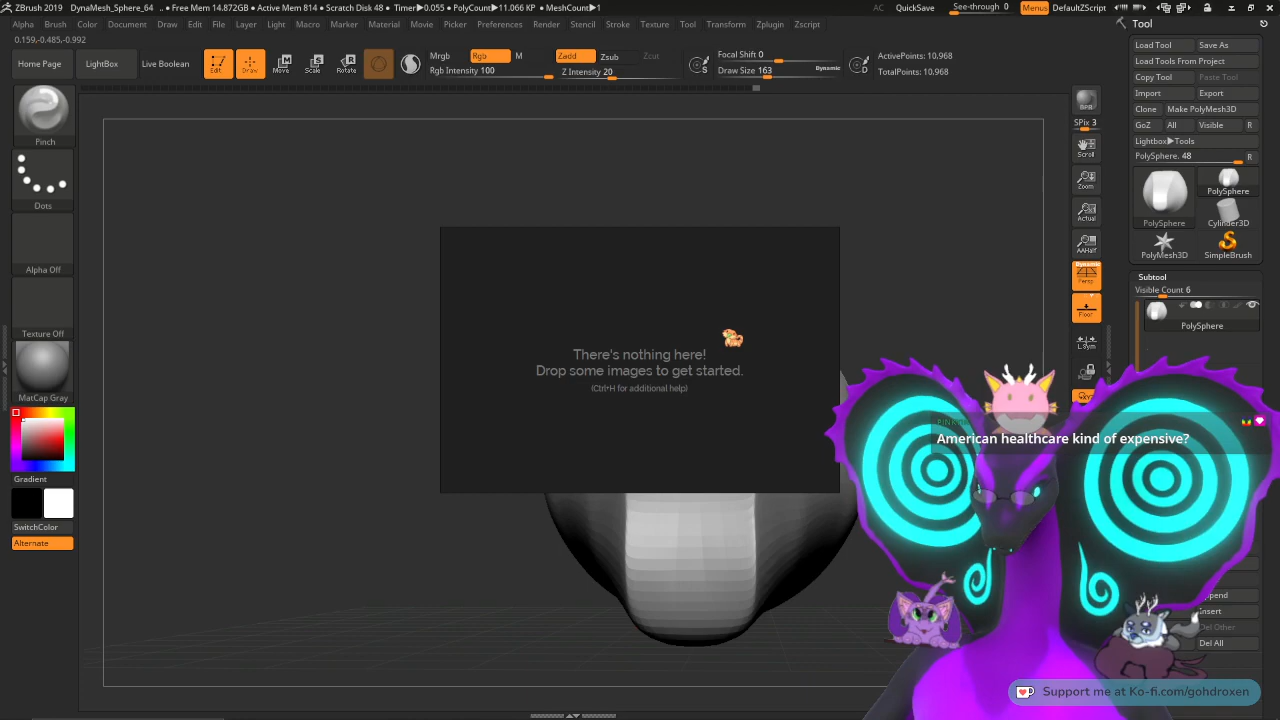 ZBrush 2019 DynaMesh_Sphere_64 .. • Free Mem 14.872GB • Active Mem 814 • Scratch Disk 48 • Timer▶0.055 • PolyCount▶11.066 KP • MeshCount▶1
AC QuickSave See-through 0 Menus DefaultZScript
Alpha Brush Color Document Draw Edit File Layer Light Macro Marker Material Movie Picker Preferences Render Stencil Stroke Texture Tool Transform Zplugin Zscript
0.159,-0.485,-0.992
Home Page LightBox Live Boolean
Edit Draw Move Scale Rotate
Mrgb Rgb M
Rgb Intensity 100
Zadd Zsub Zcut
Z Intensity 20
S
Focal Shift 0
Draw Size 163 Dynamic
D
ActivePoints: 10,968
TotalPoints: 10,968
Pinch
Dots
Alpha Off
Texture Off
MatCap Gray
Gradient
SwitchColor
Alternate
There's nothing here!
Drop some images to get started.
(Ctrl+H for additional help)
BPR
SPix 3
Scroll
Zoom
Actual
AAHalf
Dynamic
Persp
Floor
L.Sym
Tool
Load Tool Save As
Load Tools From Project
Copy Tool Paste Tool
Import Export
Clone Make PolyMesh3D
GoZ All Visible R
Lightbox▶Tools
PolySphere. 48 R
PolySphere PolySphere
Cylinder3D
PolyMesh3D SimpleBrush
Subtool
Visible Count 6
PolySphere
American healthcare kind of expensive?
Insert
Del Other
Del All
Support me at Ko-fi.com/gohdroxen